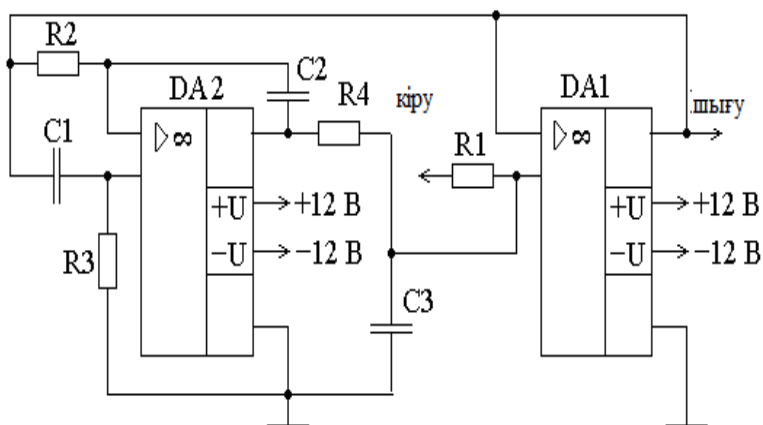 R2
C2
DA2
R4
кіру
DA1
шығу
C1
▷∞
R1
▷∞
+U
+12 В
+U
+12 В
R3
−U
−12 В
−U
−12 В
C3